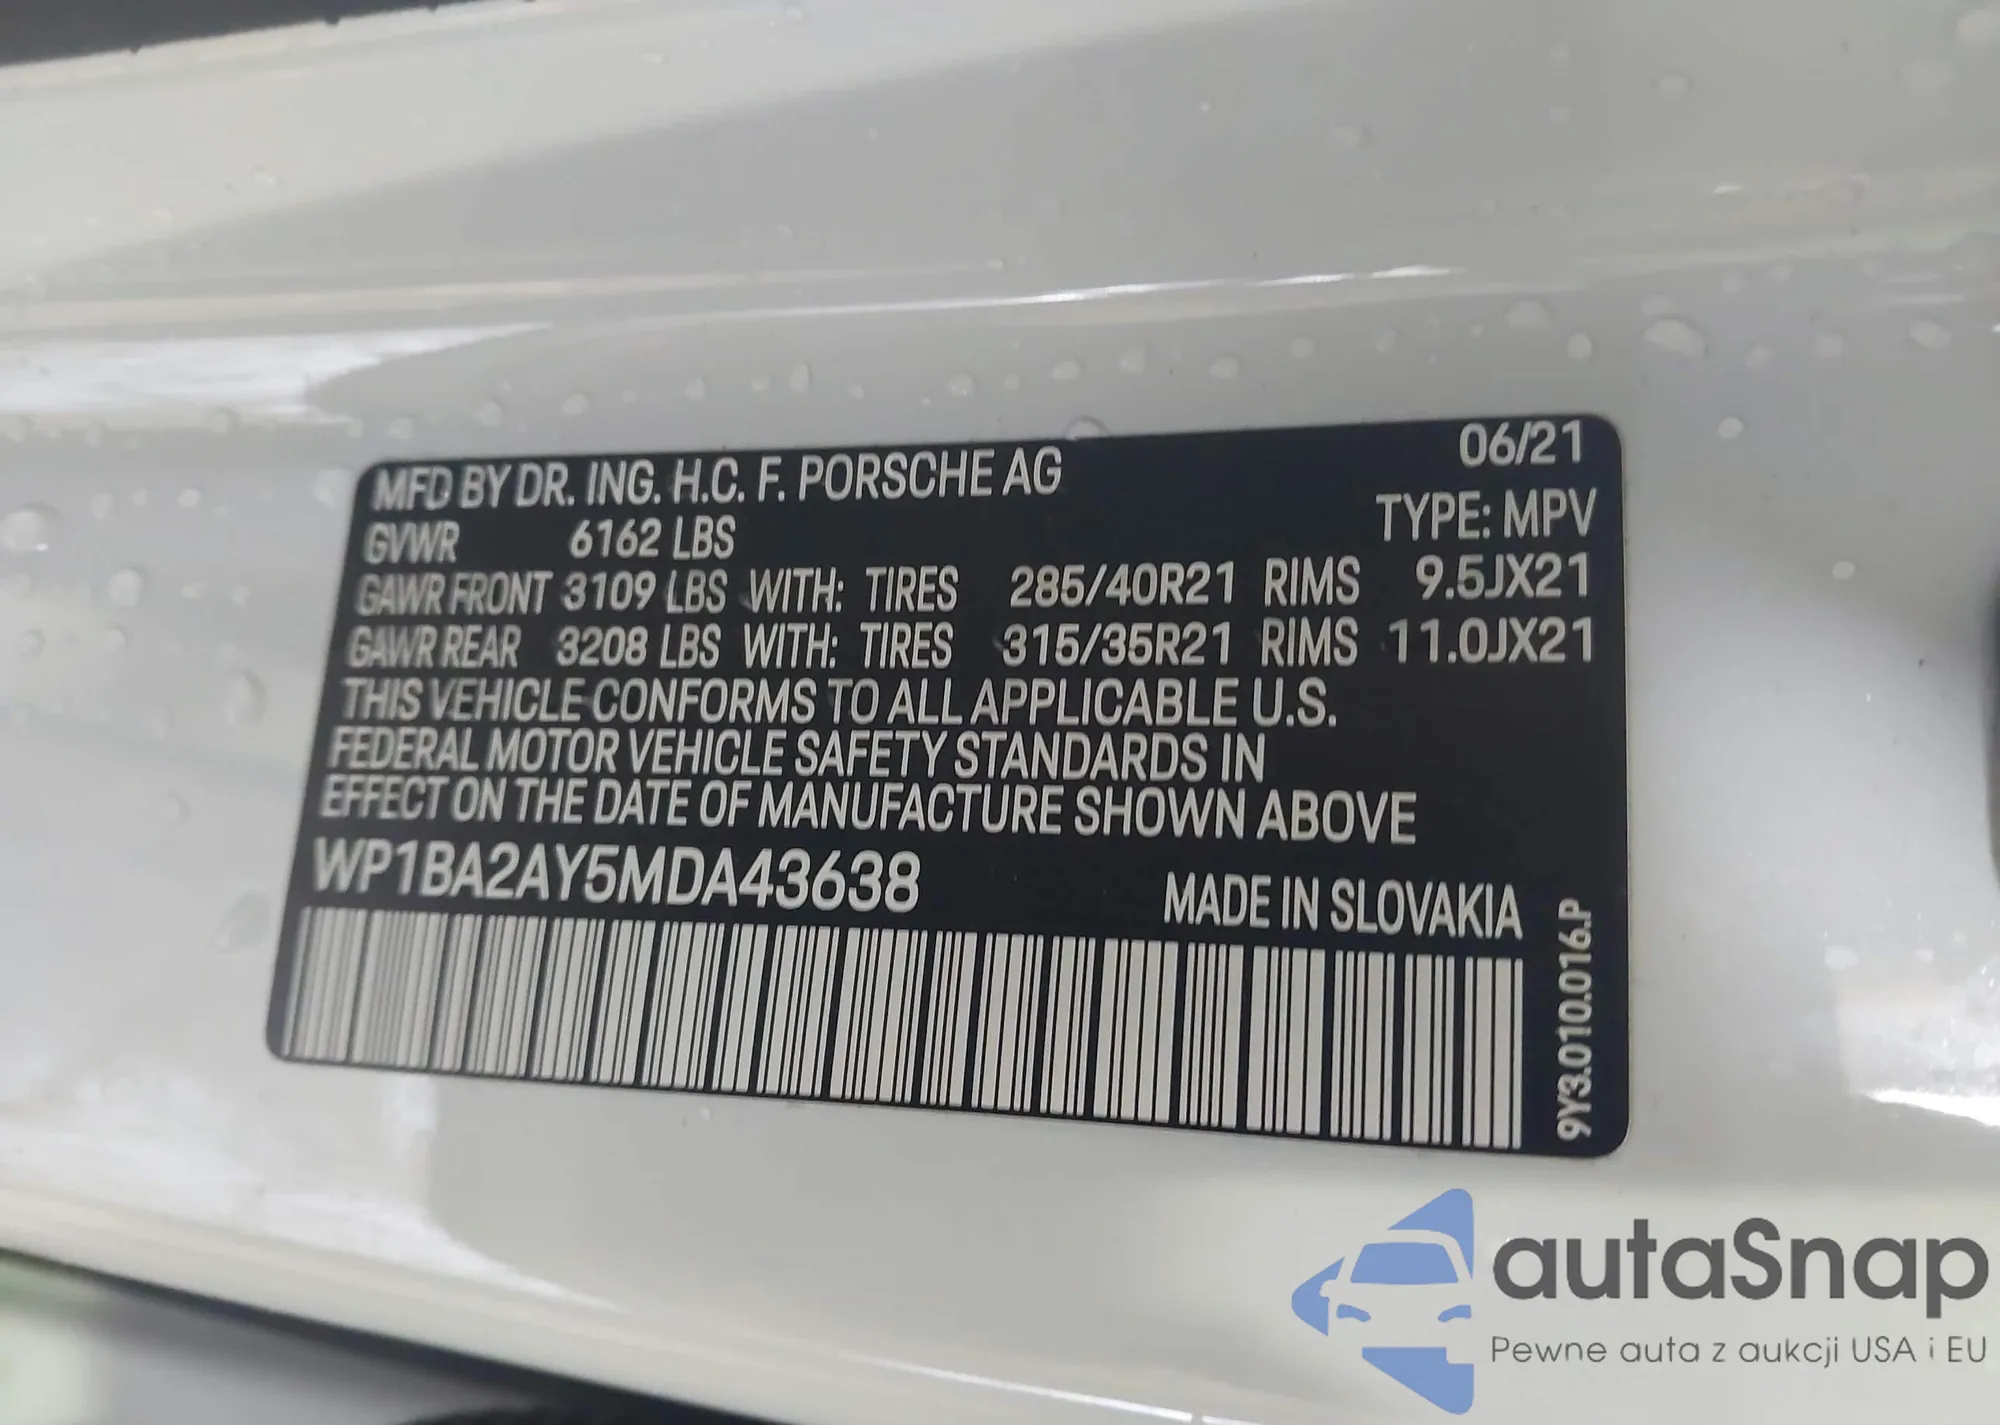 06/21
MFD BY DR. ING. H.C. F. PORSCHE AG
TYPE: MPV
GVWR 6162 LBS
GAWR FRONT 3109 LBS WITH: TIRES 285/40R21 RIMS 9.5JX21
GAWR REAR 3208 LBS WITH: TIRES 315/35R21 RIMS 11.0JX21
THIS VEHICLE CONFORMS TO ALL APPLICABLE U.S.
FEDERAL MOTOR VEHICLE SAFETY STANDARDS IN
EFFECT ON THE DATE OF MANUFACTURE SHOWN ABOVE
WP1BA2AY5MDA43638
MADE IN SLOVAKIA
9Y3.010.016.P
autaSnap
Pewne auta z aukcji USA i EU